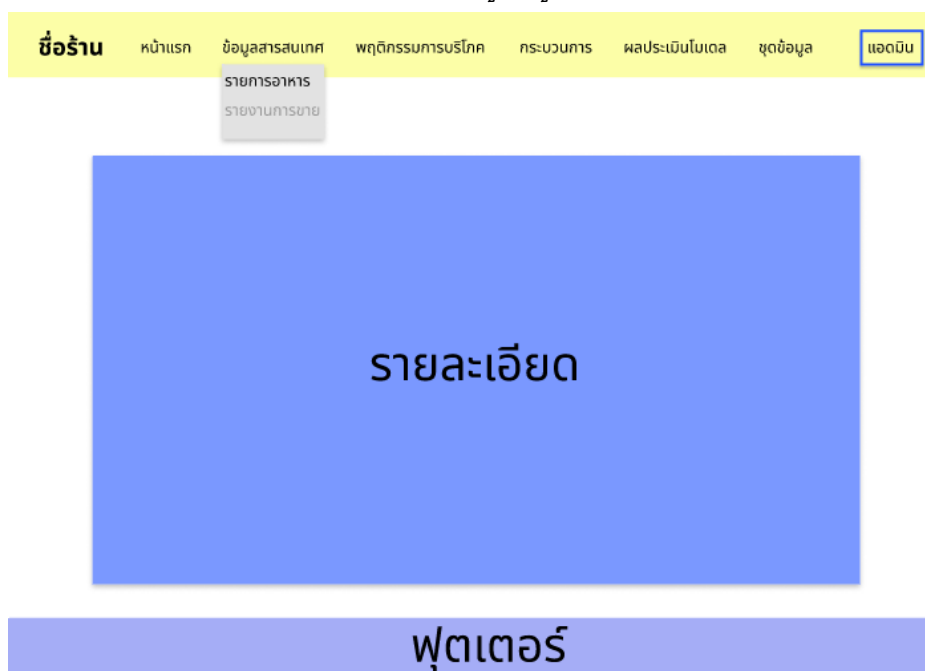 ชื่อร้าน หน้าแรก ข้อมูลสารสนเทศ พฤติกรรมการบริโภค กระบวนการ ผลประเมินโมเดล ชุดข้อมูล แอดมิน
รายการอาหาร
รายงานการขาย
รายละเอียด
ฟุตเตอร์